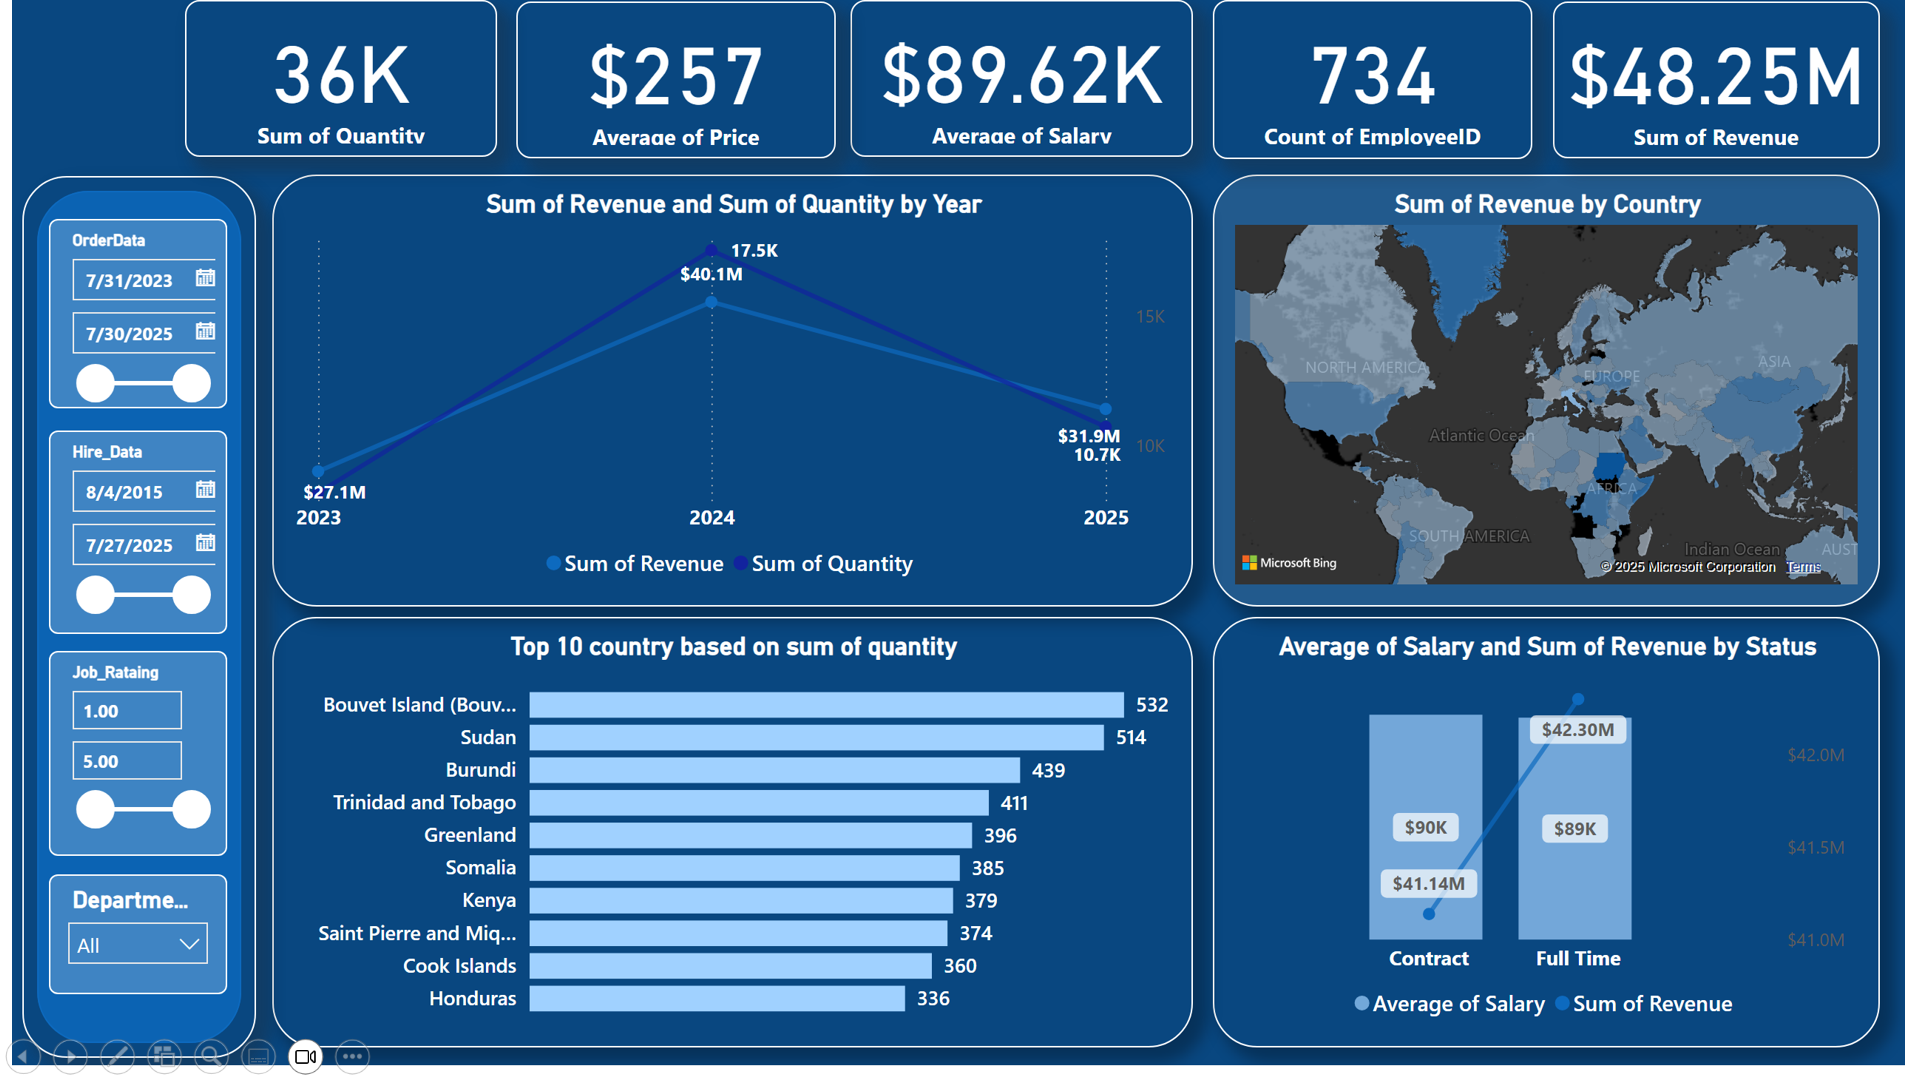 36K
Sum of Quantity
$257
Average of Price
$89.62K
Average of Salary
734
Count of EmployeeID
$48.25M
Sum of Revenue
OrderData
7/31/2023
7/30/2025
Hire_Data
8/4/2015
7/27/2025
Job_Rataing
1.00
5.00
Departme...
All
Sum of Revenue and Sum of Quantity by Year
17.5K
$40.1M
15K
$31.9M
10.7K
10K
$27.1M
2023
2024
2025
Sum of Revenue
Sum of Quantity
Sum of Revenue by Country
NORTH AMERICA
EUROPE
ASIA
Atlantic Ocean
AFRICA
SOUTH AMERICA
Indian Ocean
AUST
Microsoft Bing
© 2025 Microsoft Corporation Terms
Top 10 country based on sum of quantity
Bouvet Island (Bouv... 532
Sudan 514
Burundi 439
Trinidad and Tobago 411
Greenland 396
Somalia 385
Kenya 379
Saint Pierre and Miq... 374
Cook Islands 360
Honduras 336
Average of Salary and Sum of Revenue by Status
$42.30M
$42.0M
$90K
$89K
$41.5M
$41.14M
$41.0M
Contract
Full Time
Average of Salary
Sum of Revenue